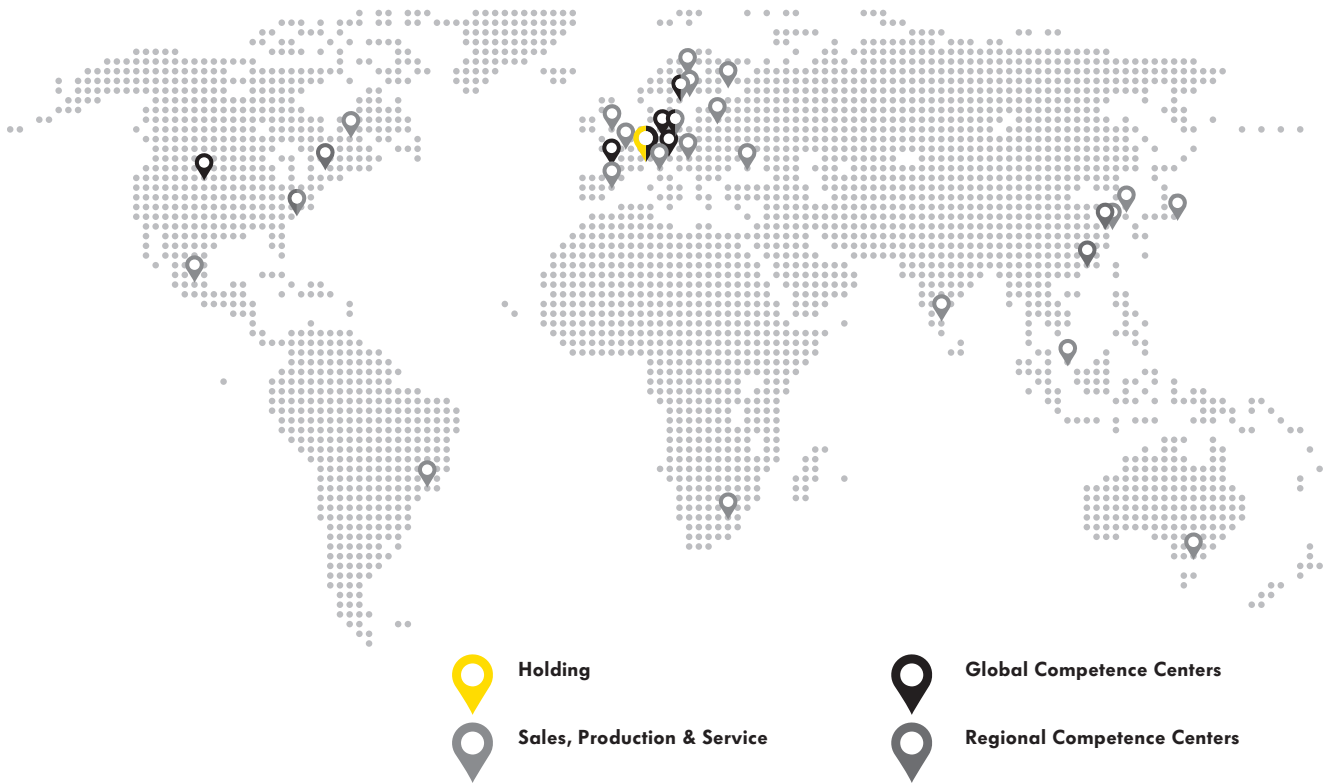 Holding
Global Competence Centers
Sales, Production & Service
Regional Competence Centers